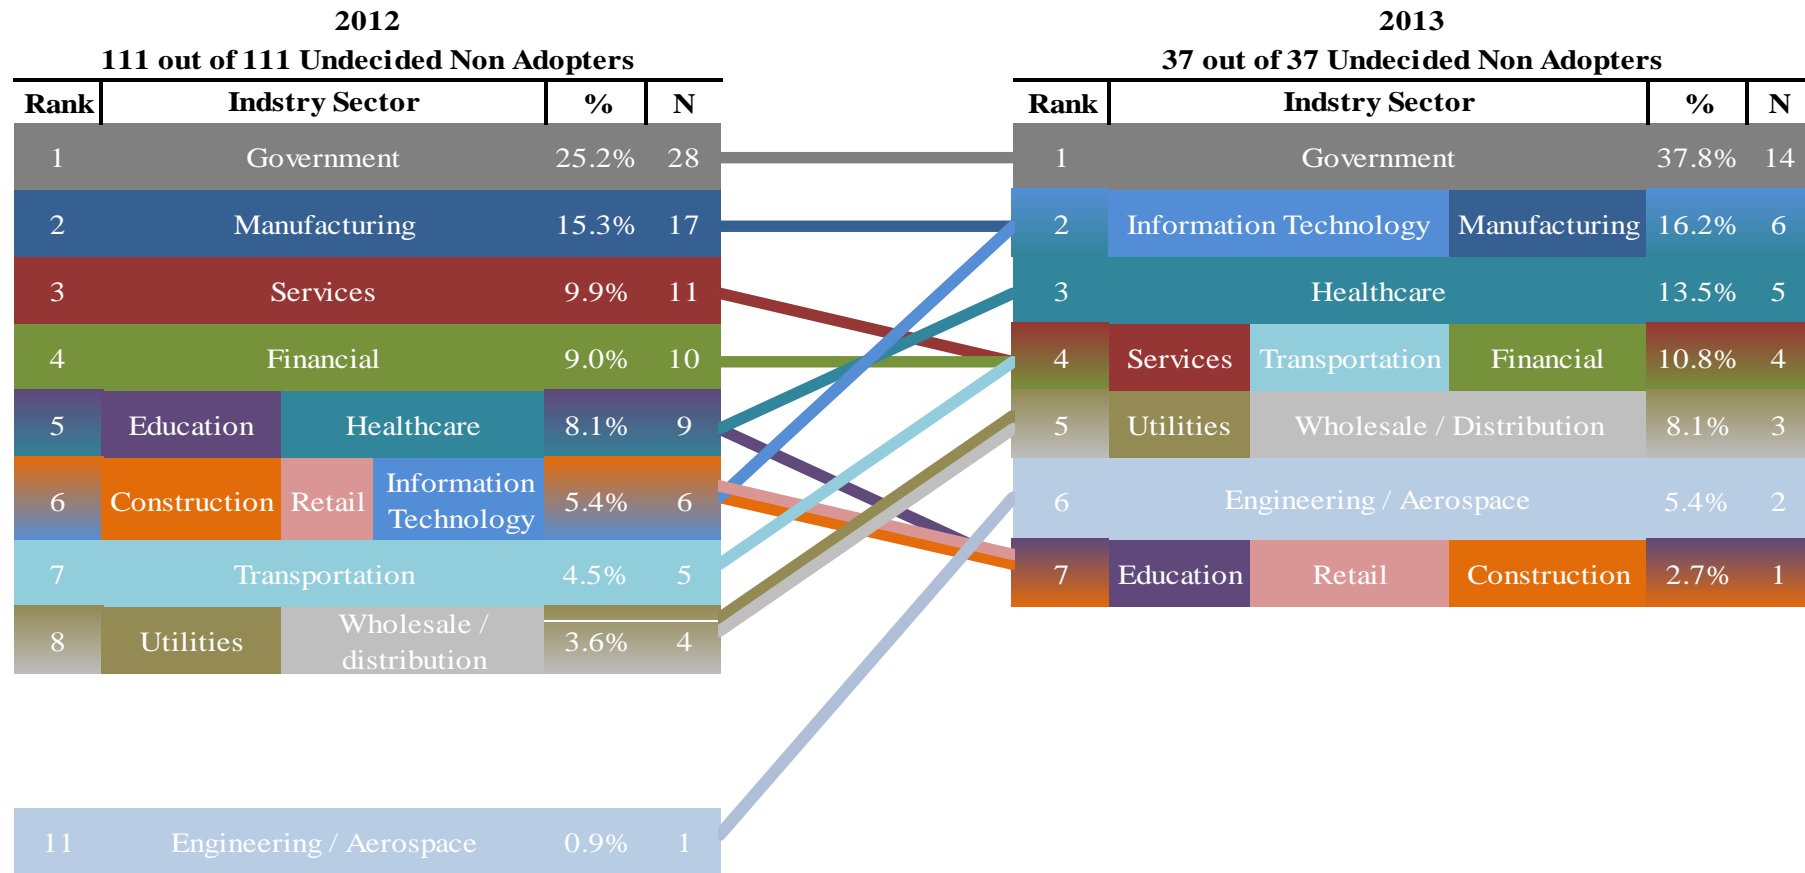 2012
111 out of 111 Undecided Non Adopters
Rank Indstry Sector % N
1 Government 25.2% 28
2 Manufacturing 15.3% 17
3 Services 9.9% 11
4 Financial 9.0% 10
5 Education Healthcare 8.1% 9
6 Construction Retail Information Technology 5.4% 6
7 Transportation 4.5% 5
8 Utilities Wholesale / distribution 3.6% 4
11 Engineering / Aerospace 0.9% 1
2013
37 out of 37 Undecided Non Adopters
Rank Indstry Sector % N
1 Government 37.8% 14
2 Information Technology Manufacturing 16.2% 6
3 Healthcare 13.5% 5
4 Services Transportation Financial 10.8% 4
5 Utilities Wholesale / Distribution 8.1% 3
6 Engineering / Aerospace 5.4% 2
7 Education Retail Construction 2.7% 1